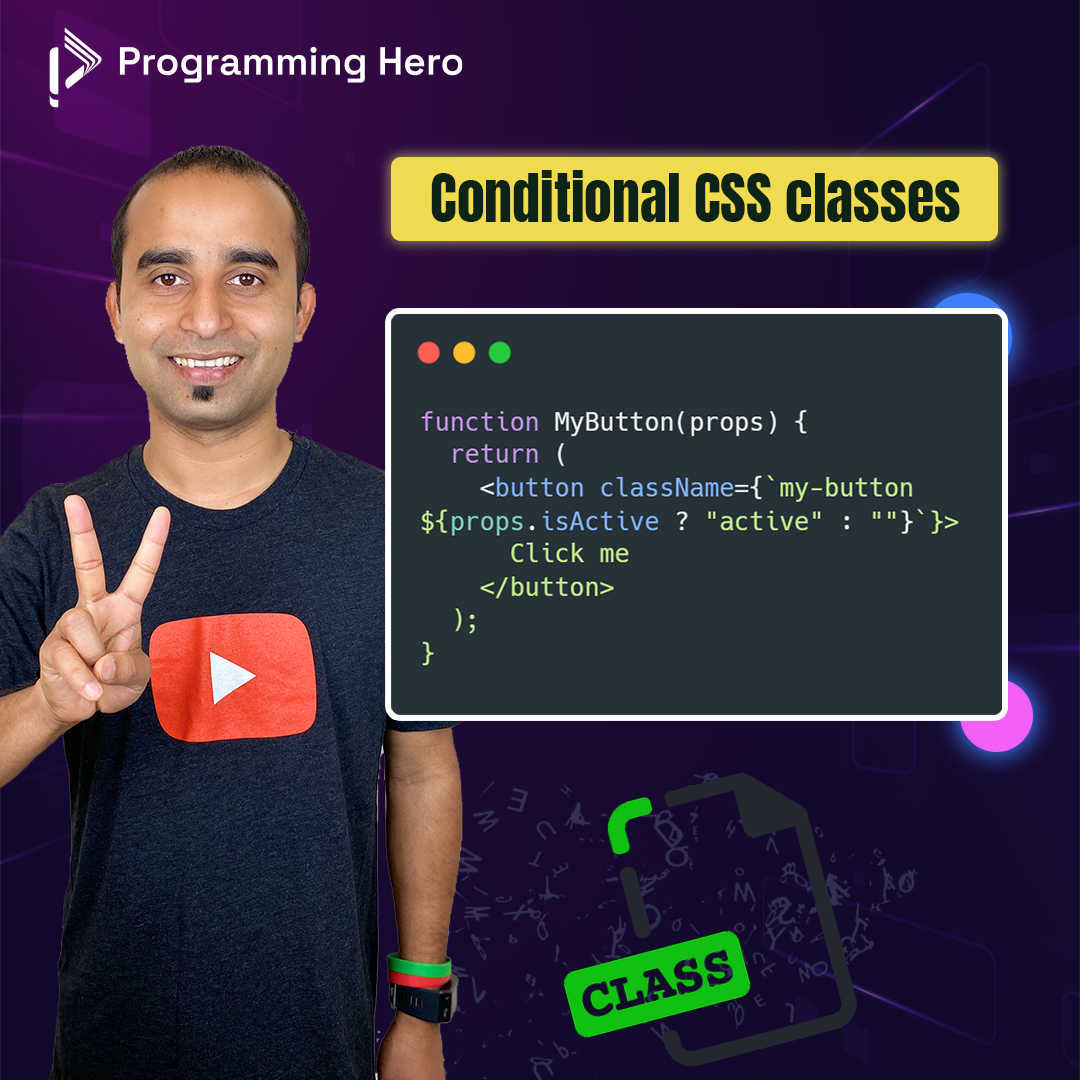 Programming Hero
Conditional CSS classes
function MyButton(props) {
  return (
    <button className={`my-button
${props.isActive ? "active" : ""}`}>
      Click me
    </button>
  );
}
CLASS